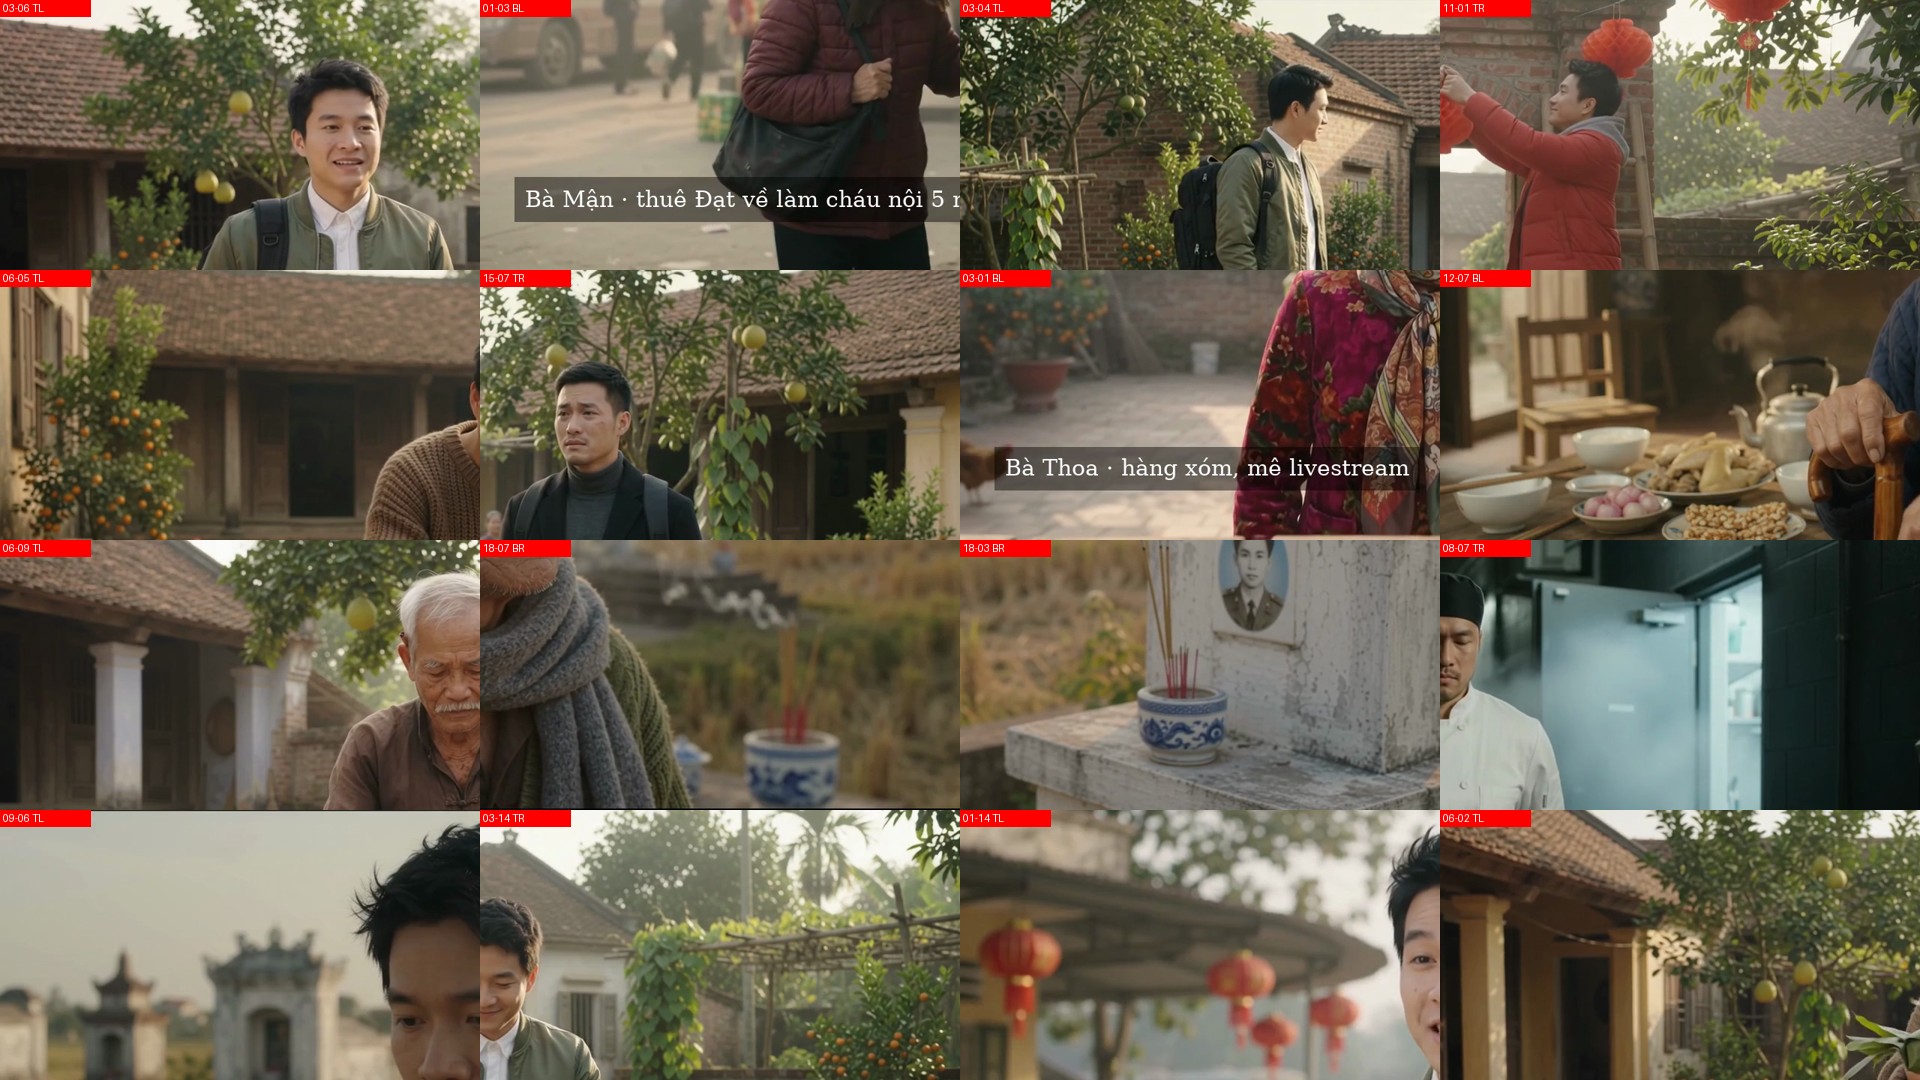 03-06 TL
01-03 BL
03-04 TL
11-01 TR
Bà Mận · thuê Đạt về làm cháu nội 5
06-05 TL
15-07 TR
03-01 BL
12-07 BL
Bà Thoa · hàng xóm, mê livestream
06-09 TL
18-07 BR
18-03 BR
08-07 TR
09-06 TL
03-14 TR
01-14 TL
06-02 TL